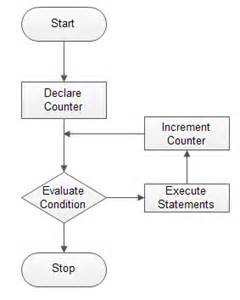 Start
Declare
Counter
Increment
Counter
Evaluate
Condition
Execute
Statements
Stop